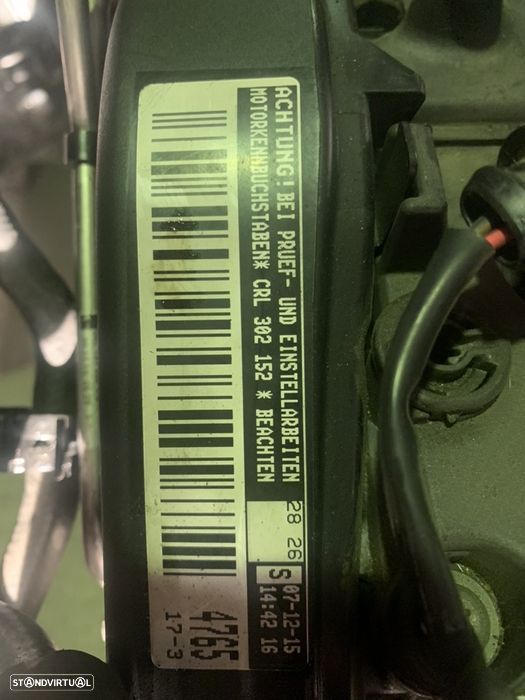 ACHTUNG! BEI PRUEF- UND EINSTELLARBEITEN
MOTORKENNBUCHSTABEN* CRL 302 152 * BEACHTEN
28 26
S
07-12-15
14:42 16
4765
17-3
STANDVIRTUAL